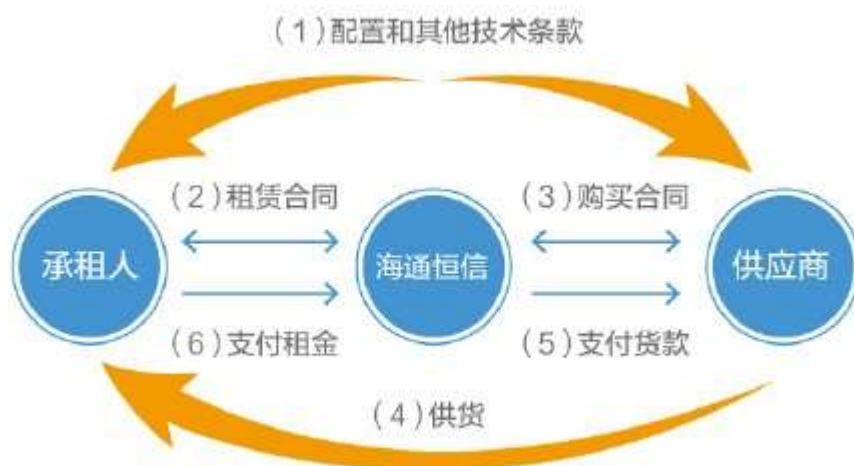 (1)配置和其他技术条款
(2)租赁合同
(3)购买合同
承租人
海通恒信
供应商
(6)支付租金
(5)支付货款
(4)供货